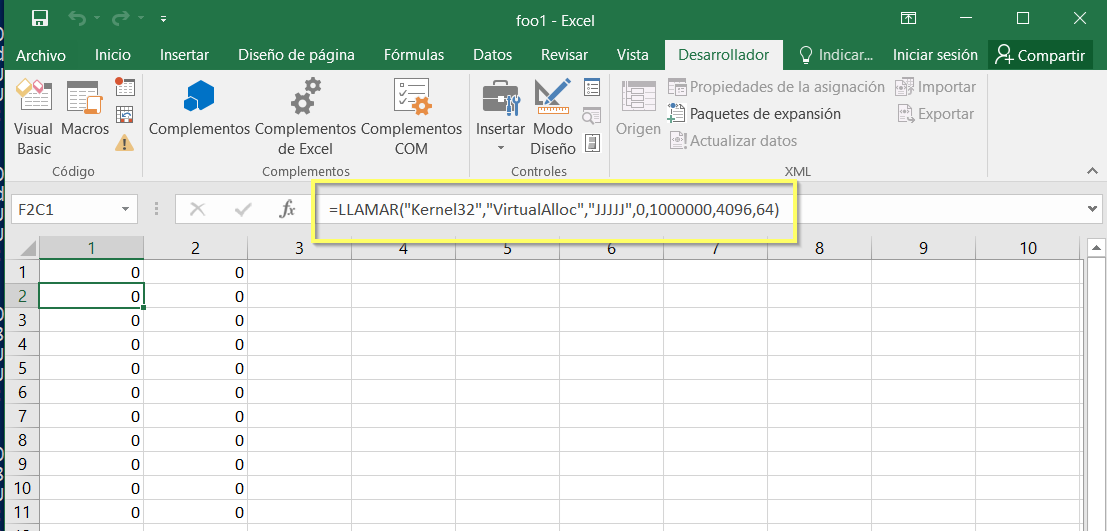 foo1 - Excel
Archivo Inicio Insertar Diseño de página Fórmulas Datos Revisar Vista Desarrollador Indicar... Iniciar sesión Compartir
Visual Basic
Macros
Complementos
Complementos de Excel
Complementos COM
Insertar
Modo Diseño
Origen
Propiedades de la asignación
Paquetes de expansión
Actualizar datos
Importar
Exportar
Código Complementos Controles XML
F2C1 fx =LLAMAR("Kernel32","VirtualAlloc","JJJJJ",0,1000000,4096,64)
1 2 3 4 5 6 7 8 9 10
1 0 0
2 0 0
3 0 0
4 0 0
5 0 0
6 0 0
7 0 0
8 0 0
9 0 0
10 0 0
11 0 0